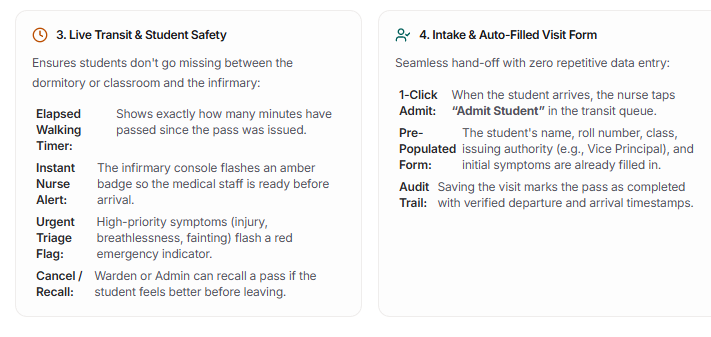 3. Live Transit & Student Safety
Ensures students don't go missing between the
dormitory or classroom and the infirmary:
Elapsed Shows exactly how many minutes have
Walking passed since the pass was issued.
Timer:
Instant The infirmary console flashes an amber
Nurse badge so the medical staff is ready before
Alert: arrival.
Urgent High-priority symptoms (injury,
Triage breathlessness, fainting) flash a red
Flag: emergency indicator.
Cancel / Warden or Admin can recall a pass if the
Recall: student feels better before leaving.
4. Intake & Auto-Filled Visit Form
Seamless hand-off with zero repetitive data entry:
1-Click When the student arrives, the nurse taps
Admit: “Admit Student” in the transit queue.
Pre- The student's name, roll number, class,
Populated issuing authority (e.g., Vice Principal), and
Form: initial symptoms are already filled in.
Audit Saving the visit marks the pass as completed
Trail: with verified departure and arrival timestamps.